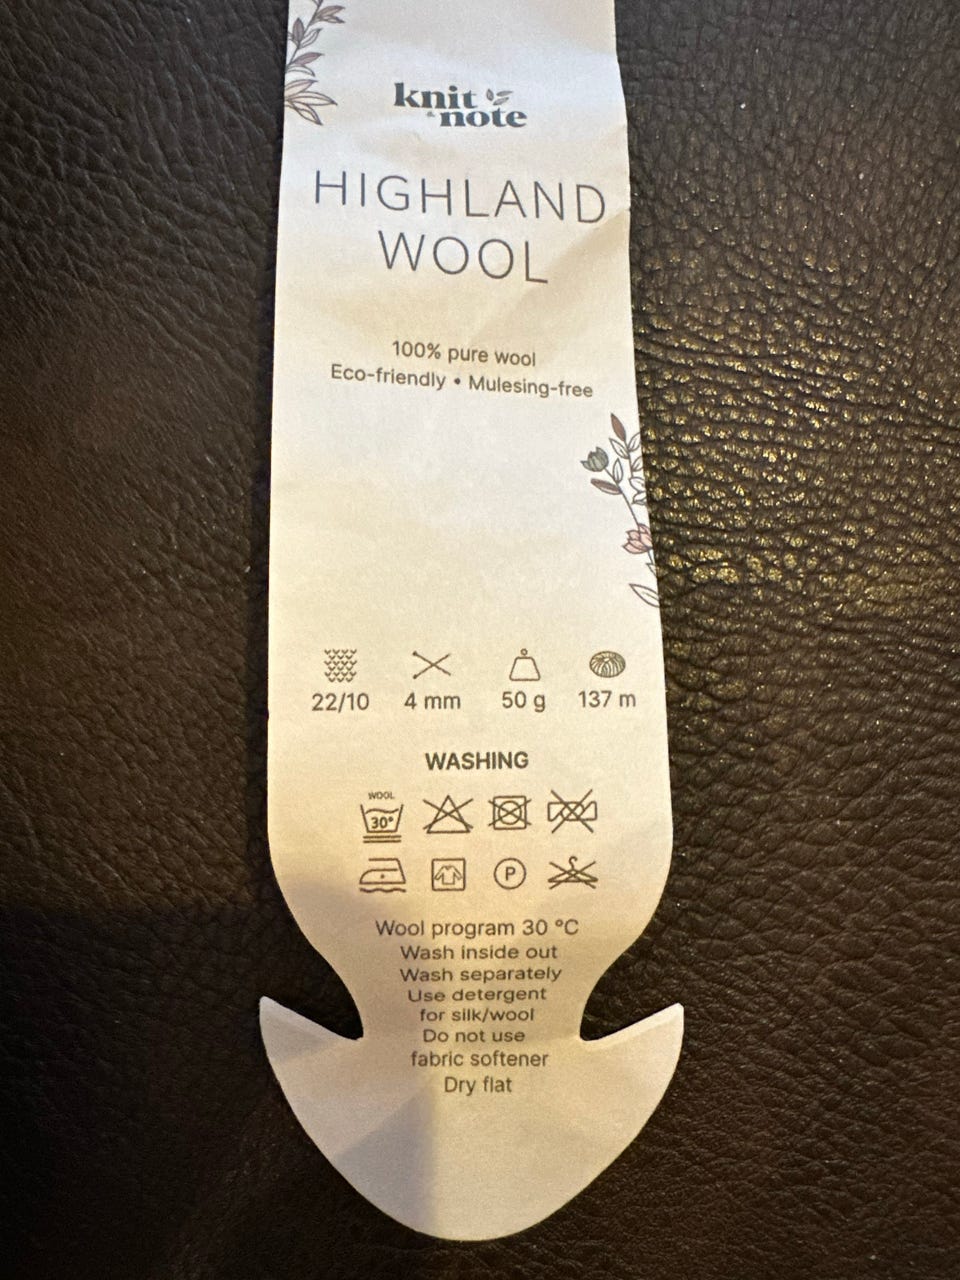 knit
& note
HIGHLAND
WOOL
100% pure wool
Eco-friendly • Mulesing-free
22/10 4 mm 50 g 137 m
WASHING
WOOL
30°
P
Wool program 30 °C
Wash inside out
Wash separately
Use detergent
for silk/wool
Do not use
fabric softener
Dry flat